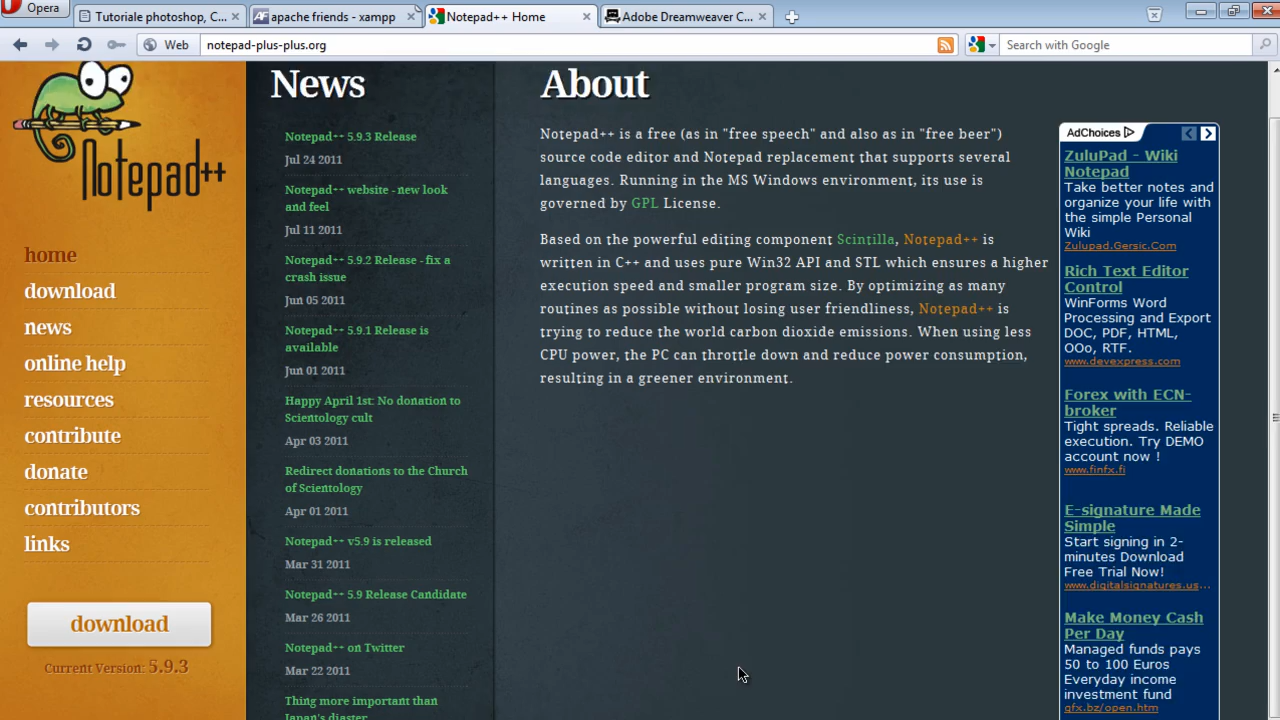 Opera
Tutoriale photoshop, C...
apache friends - xampp
Notepad++ Home
Adobe Dreamweaver C...
Web
notepad-plus-plus.org
Search with Google
Notepad++
home
download
news
online help
resources
contribute
donate
contributors
links
download
Current Version: 5.9.3
News
Notepad++ 5.9.3 Release
Jul 24 2011
Notepad++ website - new look
and feel
Jul 11 2011
Notepad++ 5.9.2 Release - fix a
crash issue
Jun 05 2011
Notepad++ 5.9.1 Release is
available
Jun 01 2011
Happy April 1st: No donation to
Scientology cult
Apr 03 2011
Redirect donations to the Church
of Scientology
Apr 01 2011
Notepad++ v5.9 is released
Mar 31 2011
Notepad++ 5.9 Release Candidate
Mar 26 2011
Notepad++ on Twitter
Mar 22 2011
Thing more important than
Japan's diaster
About
Notepad++ is a free (as in "free speech" and also as in "free beer")
source code editor and Notepad replacement that supports several
languages. Running in the MS Windows environment, its use is
governed by GPL License.
Based on the powerful editing component Scintilla, Notepad++ is
written in C++ and uses pure Win32 API and STL which ensures a higher
execution speed and smaller program size. By optimizing as many
routines as possible without losing user friendliness, Notepad++ is
trying to reduce the world carbon dioxide emissions. When using less
CPU power, the PC can throttle down and reduce power consumption,
resulting in a greener environment.
AdChoices
ZuluPad - Wiki
Notepad
Take better notes and
organize your life with
the simple Personal
Wiki
Zulupad.Gersic.Com
Rich Text Editor
Control
WinForms Word
Processing and Export
DOC, PDF, HTML,
OOo, RTF.
www.devexpress.com
Forex with ECN-
broker
Tight spreads. Reliable
execution. Try DEMO
account now !
www.finfx.fi
E-signature Made
Simple
Start signing in 2-
minutes Download
Free Trial Now!
www.digitalsignatures.us...
Make Money Cash
Per Day
Managed funds pays
50 to 100 Euros
Everyday income
investment fund
gfx.bz/open.htm